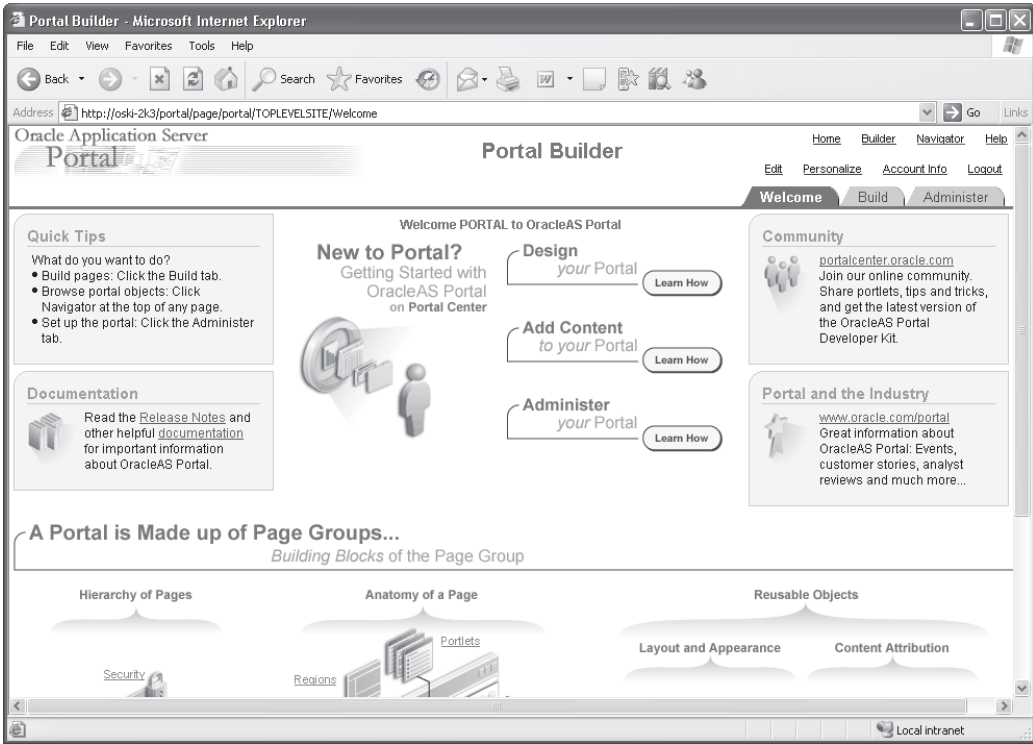 Portal Builder - Microsoft Internet Explorer
File Edit View Favorites Tools Help
Back Search Favorites
Address http://oski-2k3/portal/page/portal/TOPLEVELSITE/Welcome Go Links
Oracle Application Server
Portal
Portal Builder
Home Builder Navigator Help
Edit Personalize Account Info Logout
Welcome Build Administer
Quick Tips
What do you want to do?
• Build pages: Click the Build tab.
• Browse portal objects: Click
Navigator at the top of any page.
• Set up the portal: Click the Administer
tab.
Documentation
Read the Release Notes and
other helpful documentation
for important information
about OracleAS Portal.
Welcome PORTAL to OracleAS Portal
New to Portal?
Getting Started with
OracleAS Portal
on Portal Center
Design
your Portal
Learn How
Add Content
to your Portal
Learn How
Administer
your Portal
Learn How
Community
portalcenter.oracle.com
Join our online community.
Share portlets, tips and tricks,
and get the latest version of
the OracleAS Portal
Developer Kit.
Portal and the Industry
www.oracle.com/portal
Great information about
OracleAS Portal: Events,
customer stories, analyst
reviews and much more...
A Portal is Made up of Page Groups...
Building Blocks of the Page Group
Hierarchy of Pages
Security
Anatomy of a Page
Portlets
Regions
Reusable Objects
Layout and Appearance
Content Attribution
Local intranet